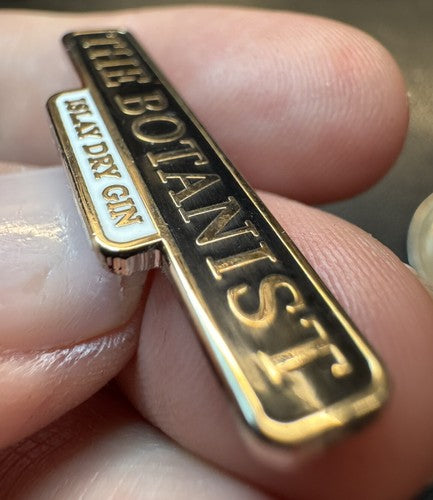 THE BOTANIST
ISLAY DRY GIN